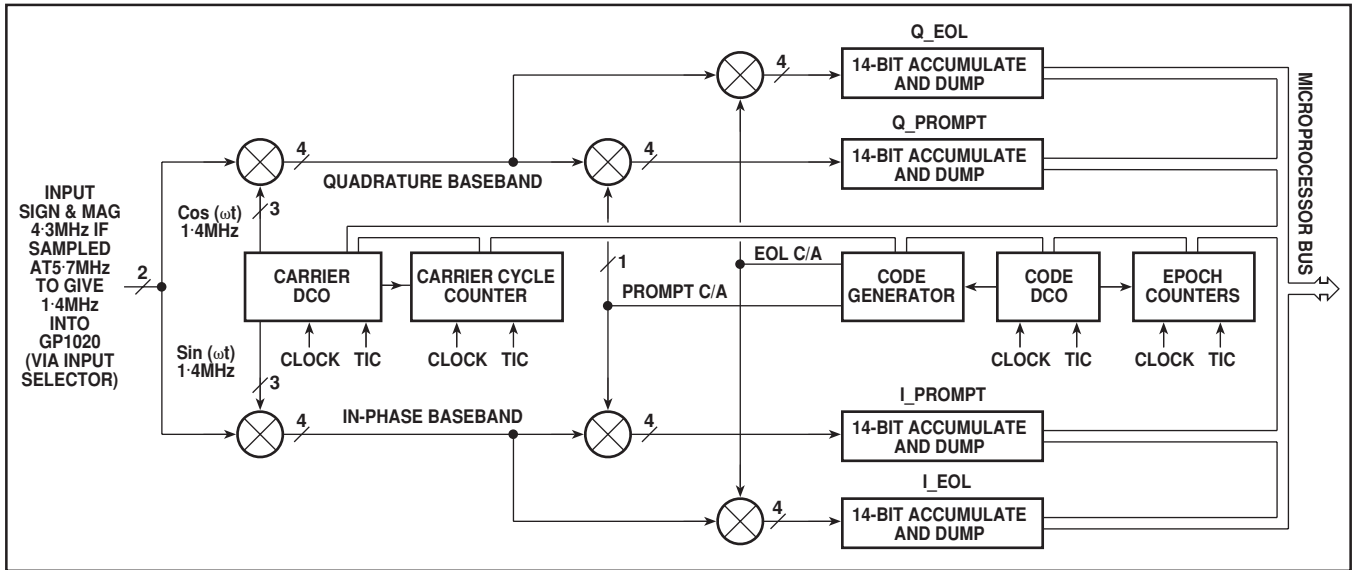 Q_EOL
14-BIT ACCUMULATE
AND DUMP
4
Q_PROMPT
14-BIT ACCUMULATE
AND DUMP
4
4
QUADRATURE BASEBAND
INPUT
SIGN & MAG
4·3MHz IF
SAMPLED
AT5·7MHz
TO GIVE
1·4MHz
INTO
GP1020
(VIA INPUT
SELECTOR)
2
Cos (ωt)
1·4MHz
3
CARRIER
DCO
CLOCK TIC
CARRIER CYCLE
COUNTER
CLOCK TIC
1
EOL C/A
PROMPT C/A
CODE
GENERATOR
CODE
DCO
CLOCK TIC
EPOCH
COUNTERS
CLOCK TIC
MICROPROCESSOR BUS
Sin (ωt)
1·4MHz
3
4
IN-PHASE BASEBAND
4
I_PROMPT
14-BIT ACCUMULATE
AND DUMP
4
I_EOL
14-BIT ACCUMULATE
AND DUMP